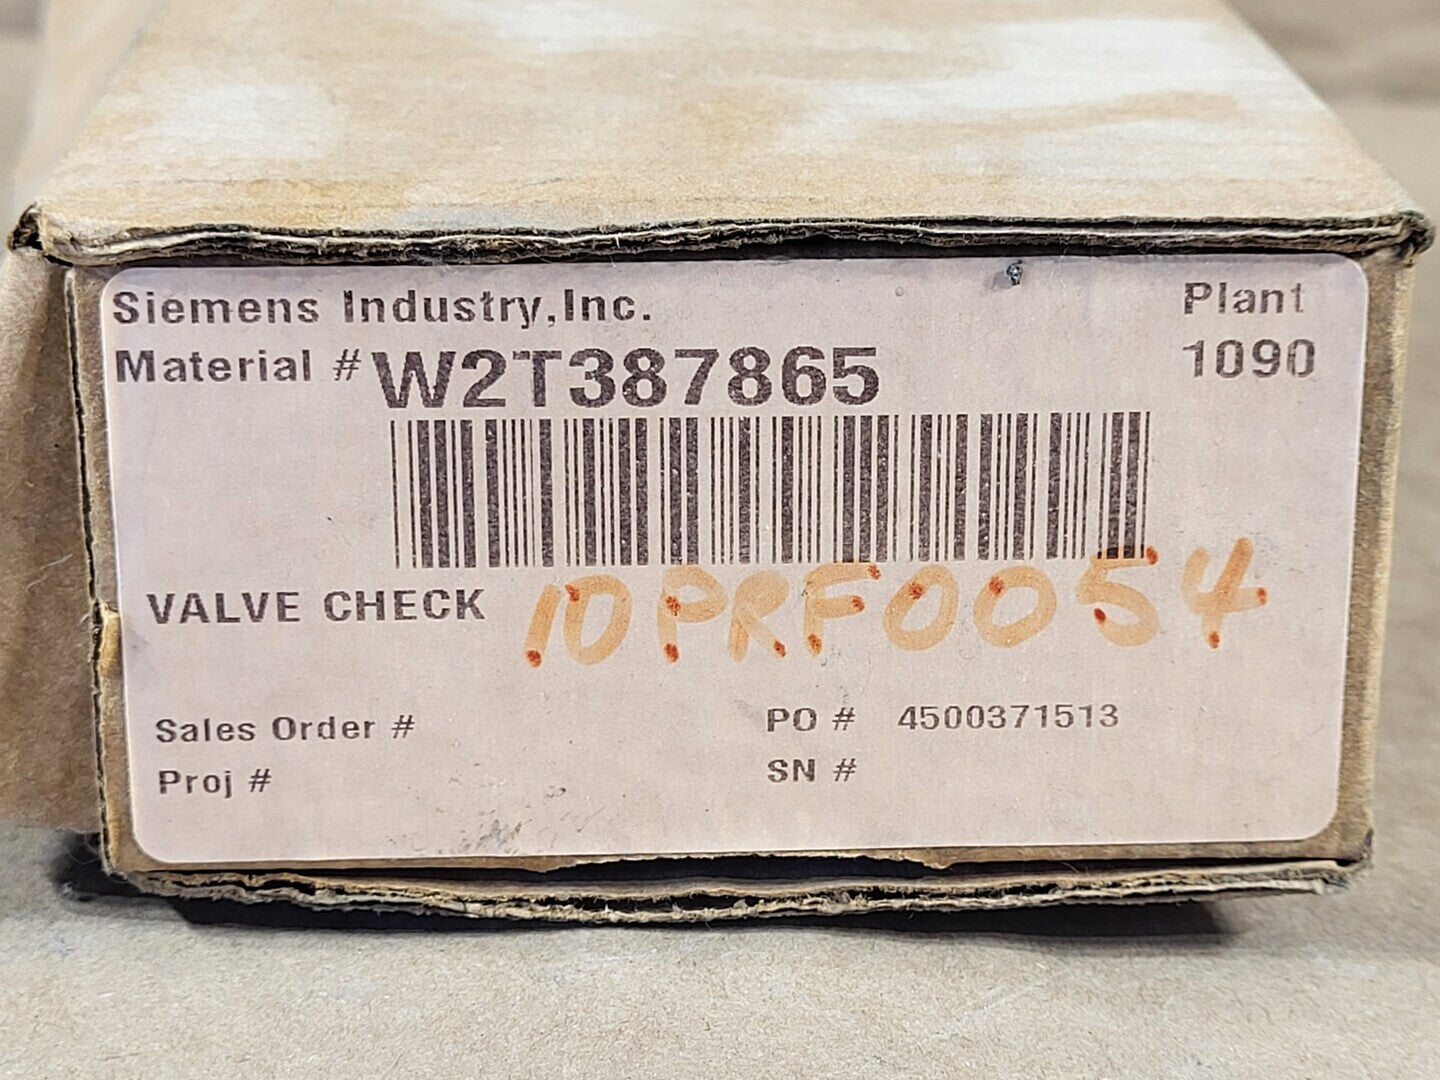 Siemens Industry,Inc.
Plant
Material # W2T387865
1090
VALVE CHECK 10PRF0054
Sales Order #
PO # 4500371513
Proj #
SN #